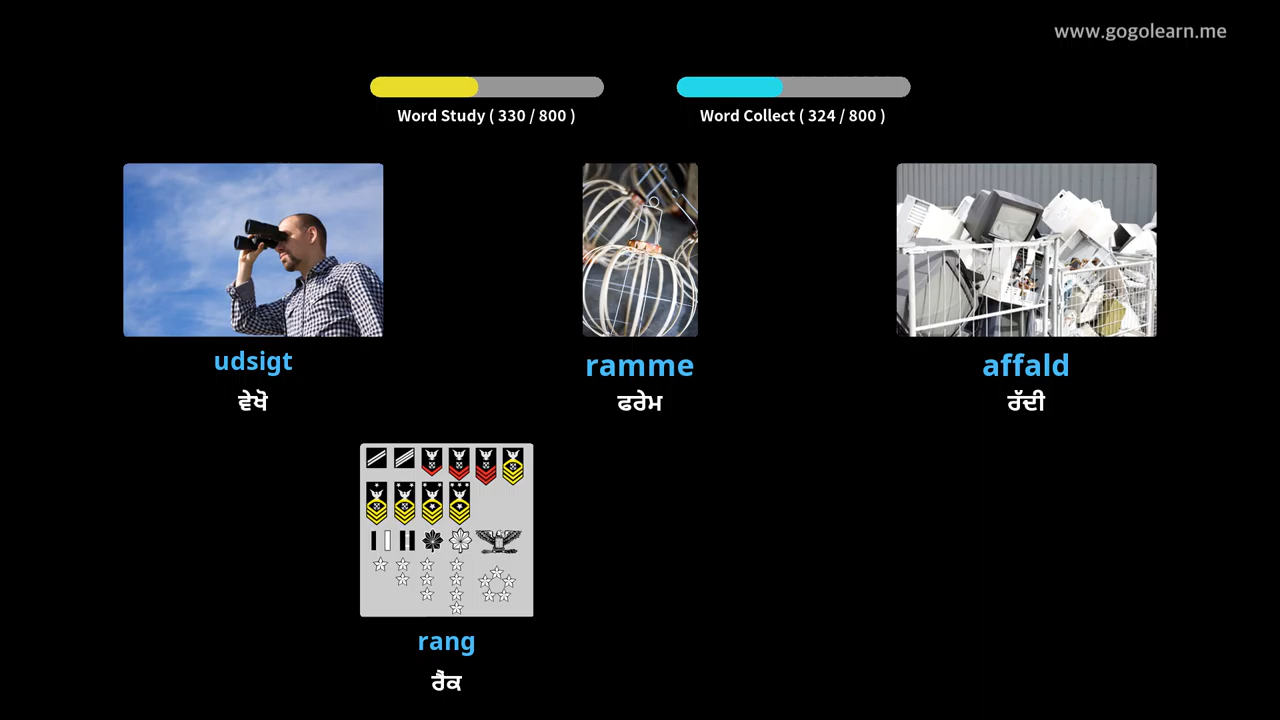 www.gogolearn.me
Word Study ( 330 / 800 )
Word Collect ( 324 / 800 )
udsigt
ਵੇਖੋ
ramme
ਫਰੇਮ
affald
ਰੱਦੀ
rang
ਰੈਂਕ